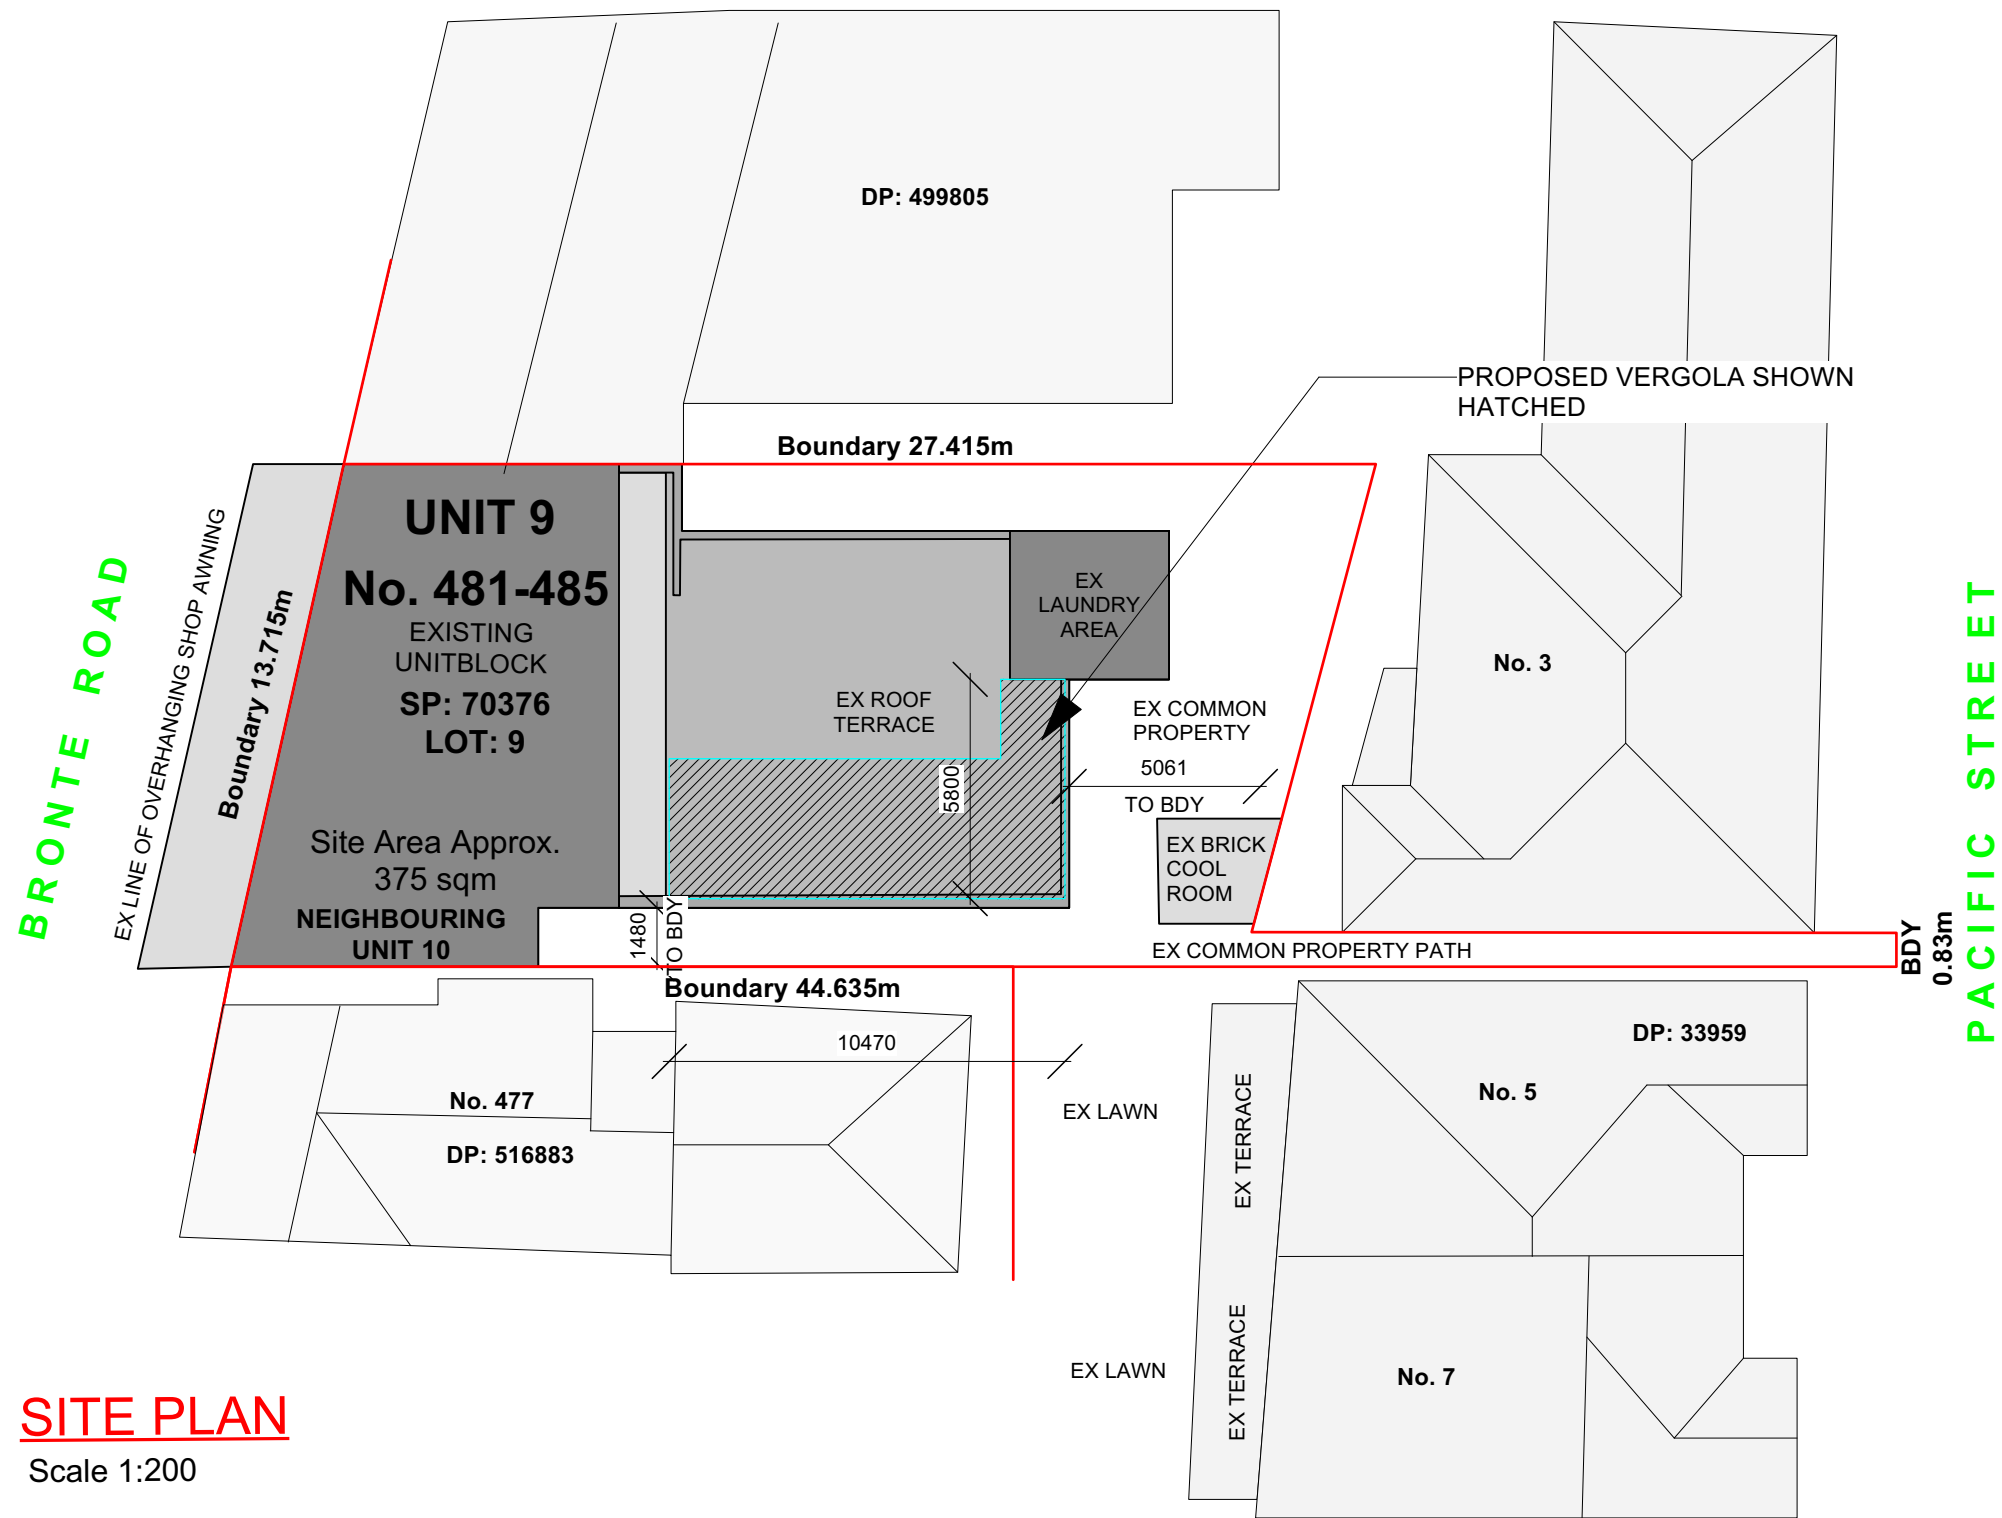 DP: 499805
PROPOSED VERGOLA SHOWN
HATCHED
Boundary 27.415m
UNIT 9
No. 481-485
EXISTING
UNITBLOCK
SP: 70376
LOT: 9
Site Area Approx.
375 sqm
NEIGHBOURING
UNIT 10
BRONTE ROAD
EX LINE OF OVERHANGING SHOP AWNING
Boundary 13.715m
EX
LAUNDRY
AREA
EX ROOF
TERRACE
5800
EX COMMON
PROPERTY
5061
TO BDY
EX BRICK
COOL
ROOM
No. 3
PACIFIC STREET
1480
TO BDY
EX COMMON PROPERTY PATH
BDY
0.83m
Boundary 44.635m
10470
No. 477
DP: 516883
EX LAWN
EX TERRACE
DP: 33959
No. 5
EX LAWN
EX TERRACE
No. 7
SITE PLAN
Scale 1:200